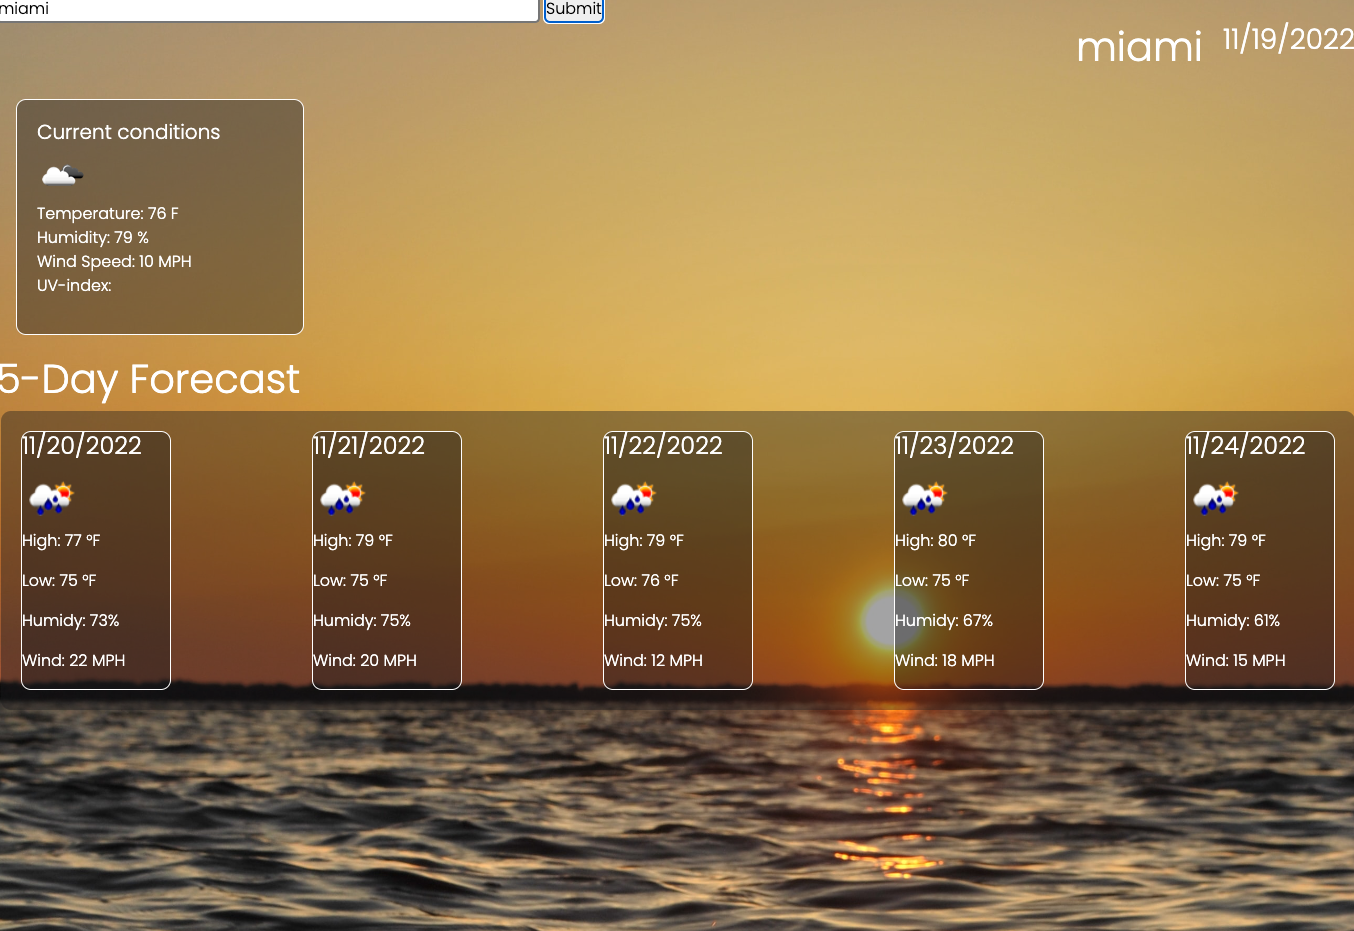 miami
Submit
miami 11/19/2022
Current conditions
Temperature: 76 F
Humidity: 79 %
Wind Speed: 10 MPH
UV-index:
5-Day Forecast
11/20/2022
High: 77 °F
Low: 75 °F
Humidy: 73%
Wind: 22 MPH
11/21/2022
High: 79 °F
Low: 75 °F
Humidy: 75%
Wind: 20 MPH
11/22/2022
High: 79 °F
Low: 76 °F
Humidy: 75%
Wind: 12 MPH
11/23/2022
High: 80 °F
Low: 75 °F
Humidy: 67%
Wind: 18 MPH
11/24/2022
High: 79 °F
Low: 75 °F
Humidy: 61%
Wind: 15 MPH